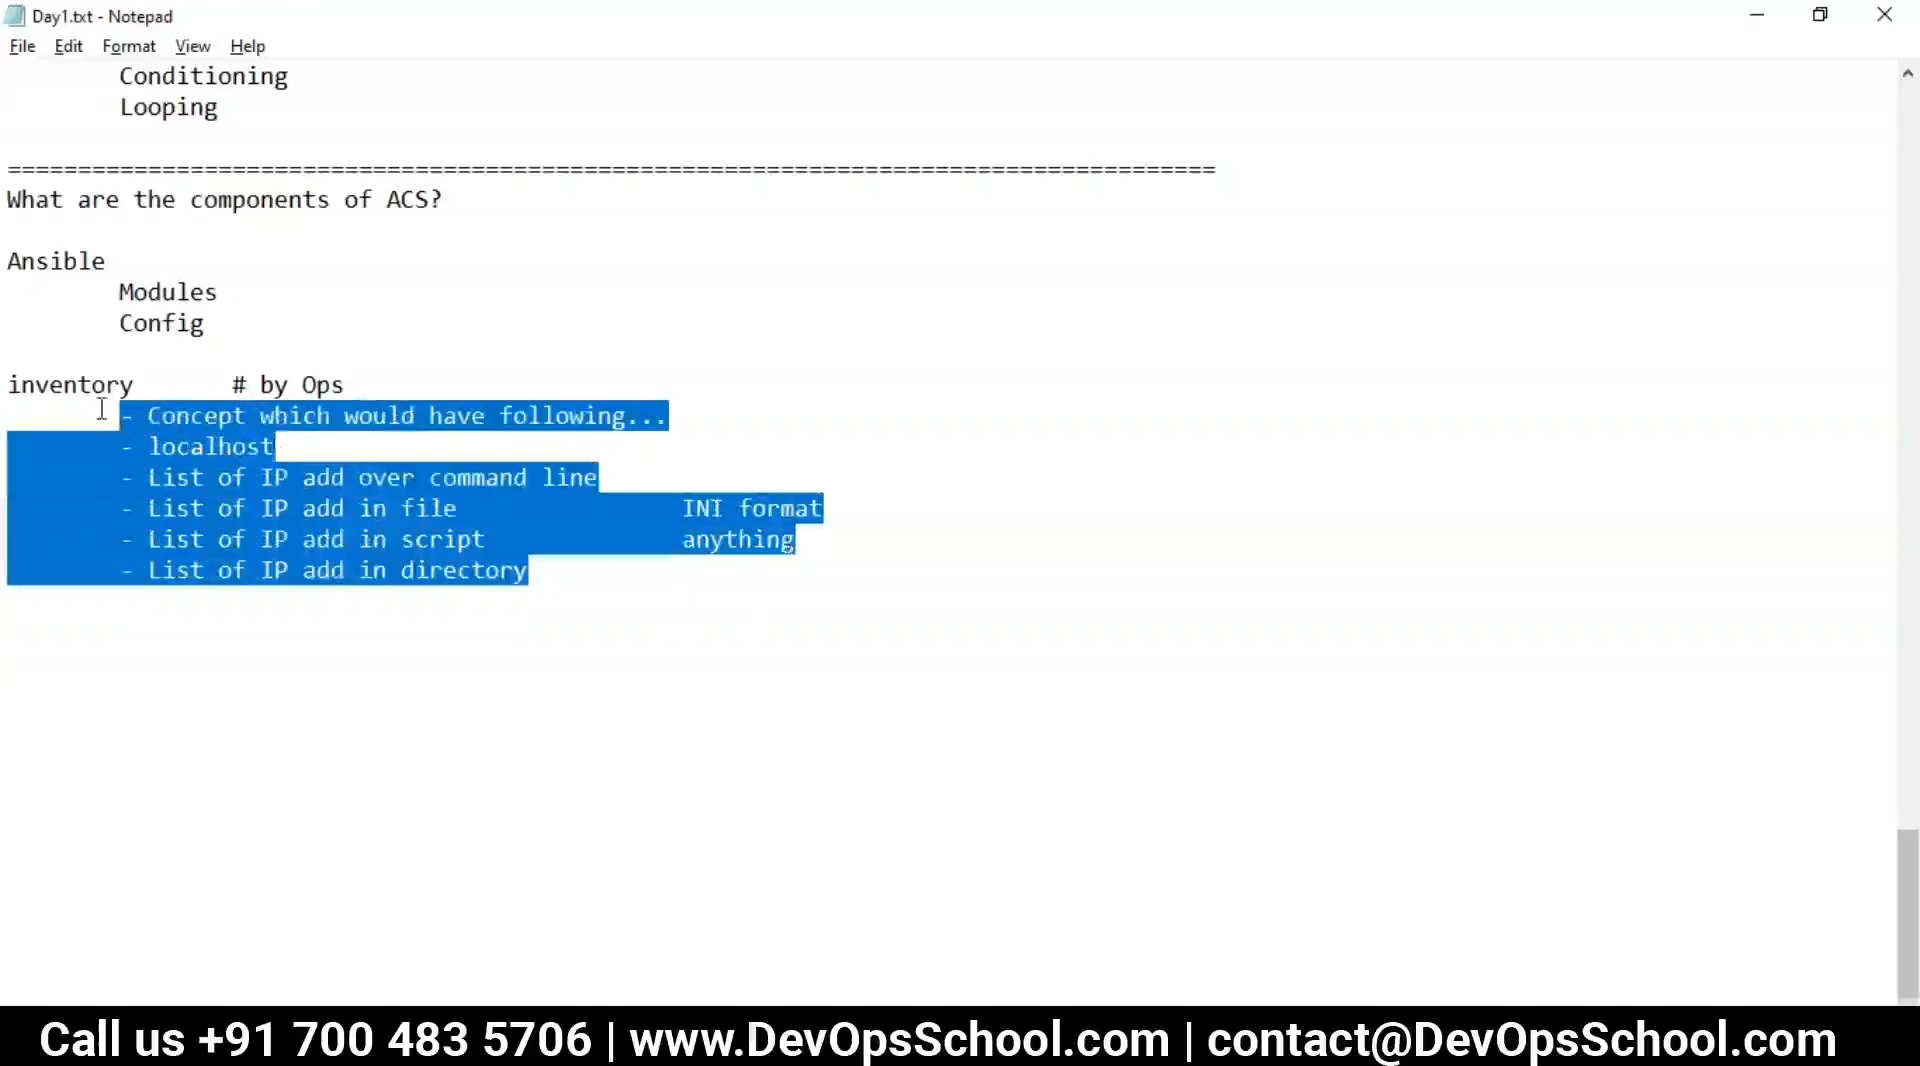 Day1.txt - Notepad
File Edit Format View Help
Conditioning
Looping
======================================================================================
What are the components of ACS?
Ansible
Modules
Config
inventory # by Ops
- Concept which would have following...
- localhost
- List of IP add over command line
- List of IP add in file INI format
- List of IP add in script anything
- List of IP add in directory
Call us +91 700 483 5706 | www.DevOpsSchool.com | contact@DevOpsSchool.com